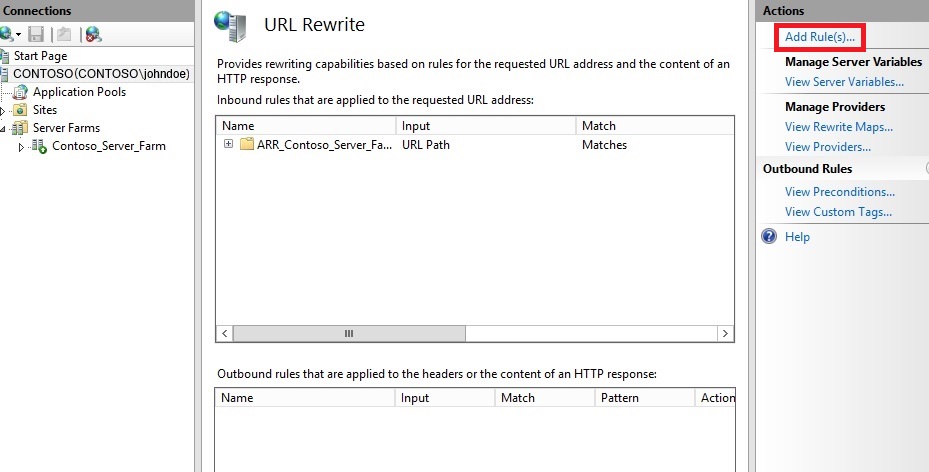 Connections
Start Page
CONTOSO(CONTOSO\johndoe)
Application Pools
Sites
Server Farms
Contoso_Server_Farm
URL Rewrite
Provides rewriting capabilities based on rules for the requested URL address and the content of an
HTTP response.
Inbound rules that are applied to the requested URL address:
Name Input Match
ARR_Contoso_Server_Fa... URL Path Matches
Outbound rules that are applied to the headers or the content of an HTTP response:
Name Input Match Pattern Action
Actions
Add Rule(s)...
Manage Server Variables
View Server Variables...
Manage Providers
View Rewrite Maps...
View Providers...
Outbound Rules
View Preconditions...
View Custom Tags...
Help